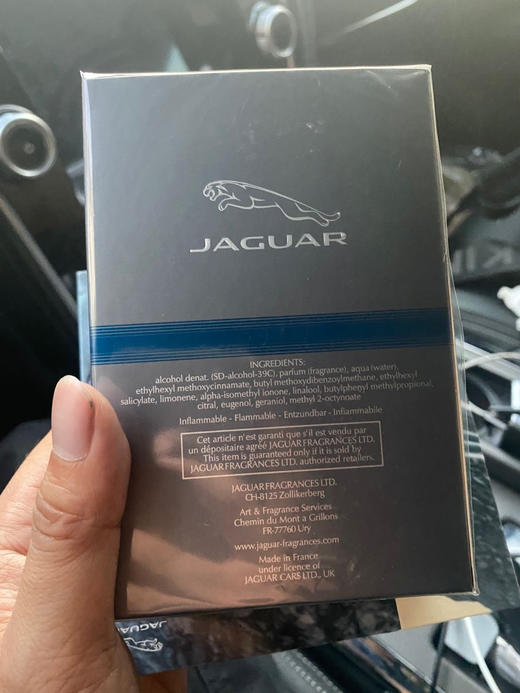 JAGUAR
INGREDIENTS:
alcohol denat. (SD-alcohol-39C), parfum (fragrance), aqua (water),
ethylhexyl methoxycinnamate, butyl methoxydibenzoylmethane, ethylhexyl
salicylate, limonene, alpha-isomethyl ionone, linalool, butylphenyl methylpropional,
citral, eugenol, geraniol, methyl 2-octynoate
Inflammable - Flammable - Entzundbar - Inflammabile
Cet article n'est garanti que s'il est vendu par
un dépositaire agréé JAGUAR FRAGRANCES LTD.
This item is guaranteed only if it is sold by
JAGUAR FRAGRANCES LTD. authorized retailers.
JAGUAR FRAGRANCES LTD.
CH-8125 Zollikerberg
Art & Fragrance Services
Chemin du Mont a Grillons
FR-77760 Ury
www.jaguar-fragrances.com
Made in France
under licence of
JAGUAR CARS LTD., UK
JAGUAR